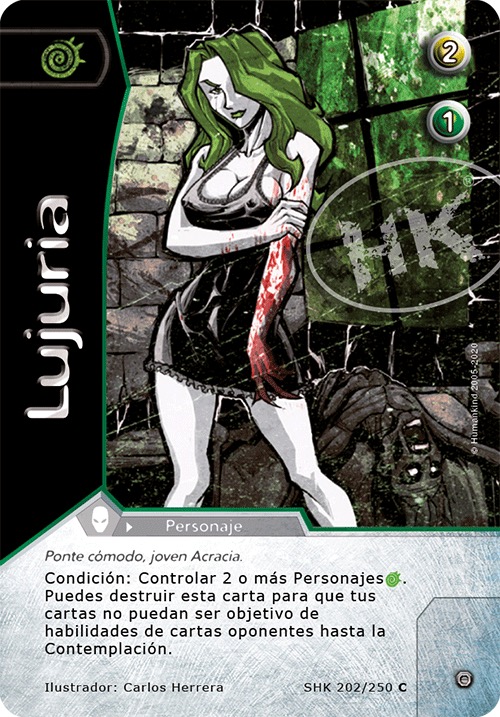 2
1
HK
Lujuria
© Humankind 2005-2020
Personaje
Ponte cómodo, joven Acracia.
Condición: Controlar 2 o más Personajes.
Puedes destruir esta carta para que tus
cartas no puedan ser objetivo de
habilidades de cartas oponentes hasta la
Contemplación.
Ilustrador: Carlos Herrera
SHK 202/250 C